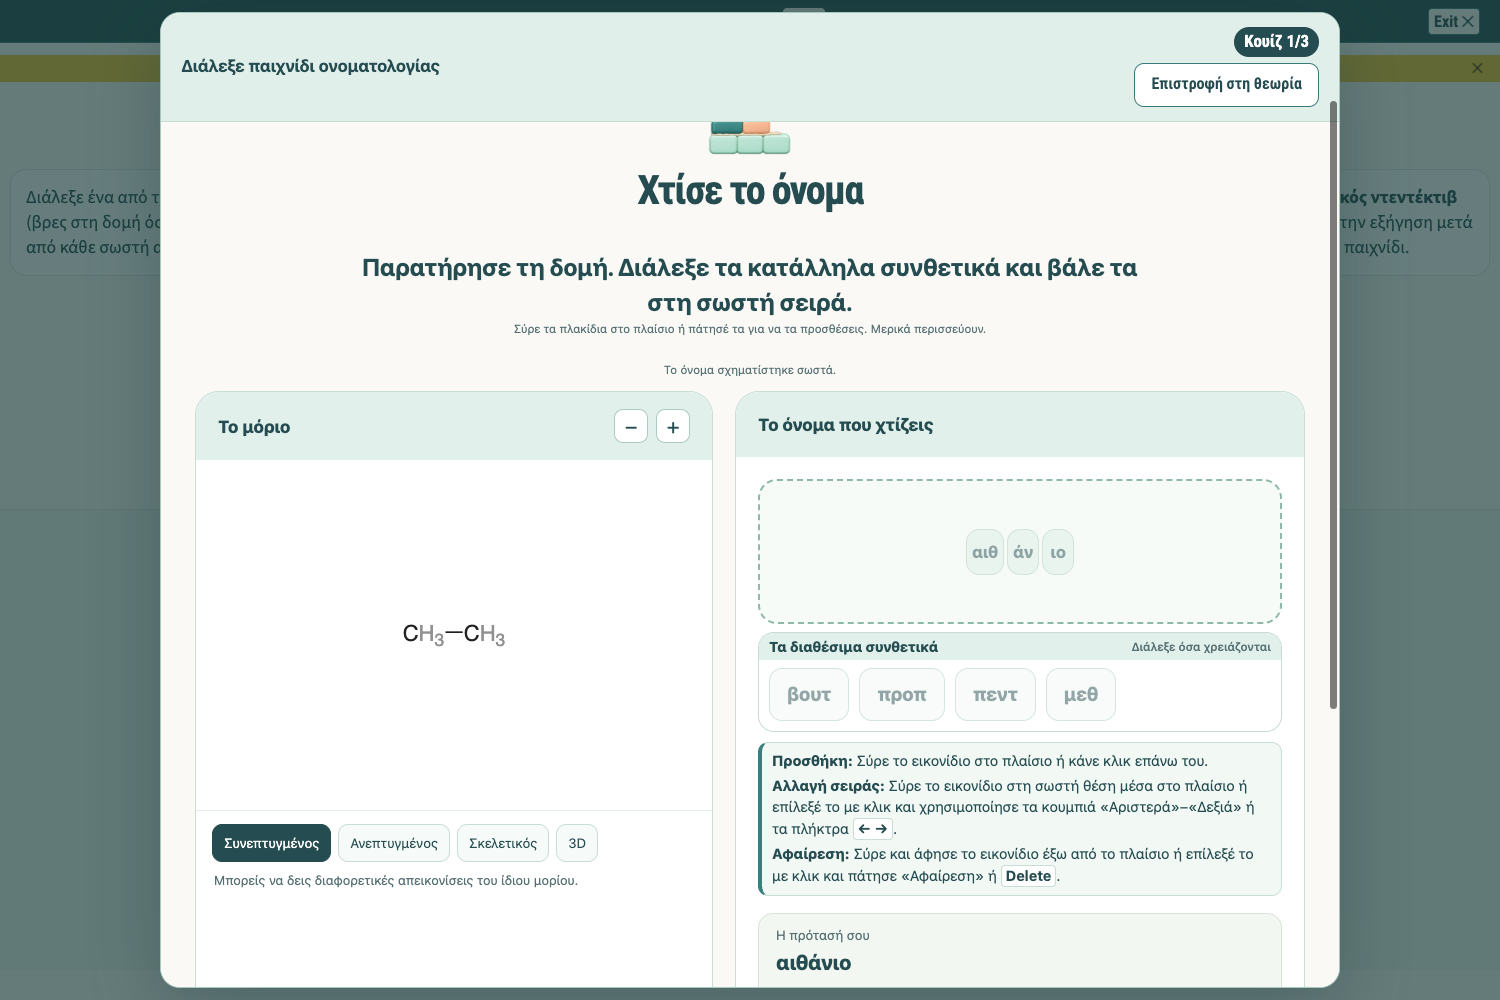 Exit
Διάλεξε παιχνίδι ονοματολογίας
Κουίζ 1/3
Επιστροφή στη θεωρία
Διάλεξε ένα από τ
(βρες στη δομή όσ
από κάθε σωστή α
κός ντεντέκτιβ
την εξήγηση μετά
παιχνίδι.
Χτίσε το όνομα
Παρατήρησε τη δομή. Διάλεξε τα κατάλληλα συνθετικά και βάλε τα
στη σωστή σειρά.
Σύρε τα πλακίδια στο πλαίσιο ή πάτησέ τα για να τα προσθέσεις. Μερικά περισσεύουν.
Το όνομα σχηματίστηκε σωστά.
Το μόριο
− +
CH₃—CH₃
Συνεπτυγμένος Ανεπτυγμένος Σκελετικός 3D
Μπορείς να δεις διαφορετικές απεικονίσεις του ίδιου μορίου.
Το όνομα που χτίζεις
αιθ άν ιο
Τα διαθέσιμα συνθετικά Διάλεξε όσα χρειάζονται
βουτ προπ πεντ μεθ
Προσθήκη: Σύρε το εικονίδιο στο πλαίσιο ή κάνε κλικ επάνω του.
Αλλαγή σειράς: Σύρε το εικονίδιο στη σωστή θέση μέσα στο πλαίσιο ή
επίλεξέ το με κλικ και χρησιμοποίησε τα κουμπιά «Αριστερά»–«Δεξιά» ή
τα πλήκτρα ← → .
Αφαίρεση: Σύρε και άφησε το εικονίδιο έξω από το πλαίσιο ή επίλεξέ το
με κλικ και πάτησε «Αφαίρεση» ή Delete .
Η πρότασή σου
αιθάνιο